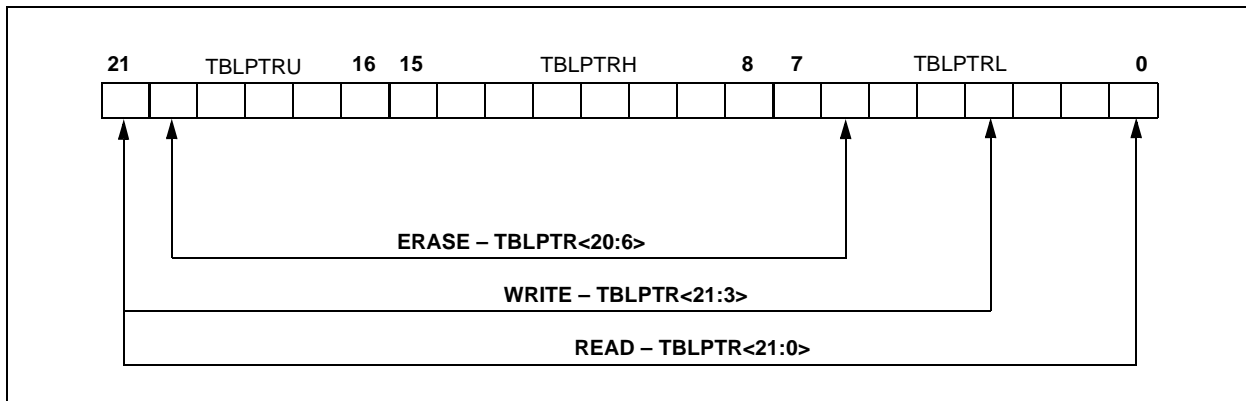 21 TBLPTRU 16 15 TBLPTRH 8 7 TBLPTRL 0
ERASE – TBLPTR<20:6>
WRITE – TBLPTR<21:3>
READ – TBLPTR<21:0>